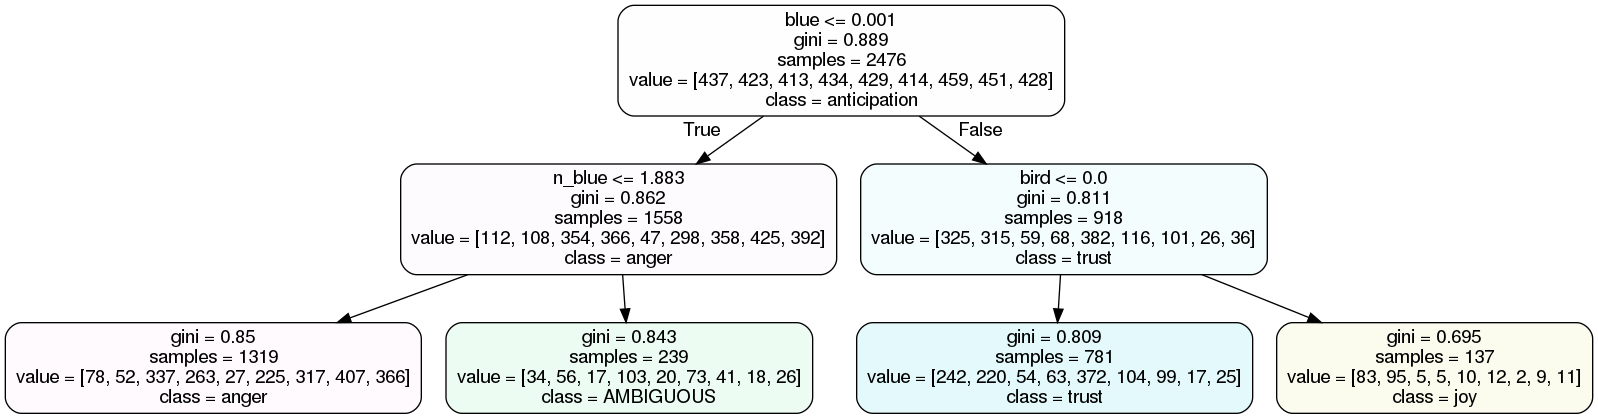 blue <= 0.001
gini = 0.889
samples = 2476
value = [437, 423, 413, 434, 429, 414, 459, 451, 428]
class = anticipation
True
False
n_blue <= 1.883
gini = 0.862
samples = 1558
value = [112, 108, 354, 366, 47, 298, 358, 425, 392]
class = anger
bird <= 0.0
gini = 0.811
samples = 918
value = [325, 315, 59, 68, 382, 116, 101, 26, 36]
class = trust
gini = 0.85
samples = 1319
value = [78, 52, 337, 263, 27, 225, 317, 407, 366]
class = anger
gini = 0.843
samples = 239
value = [34, 56, 17, 103, 20, 73, 41, 18, 26]
class = AMBIGUOUS
gini = 0.809
samples = 781
value = [242, 220, 54, 63, 372, 104, 99, 17, 25]
class = trust
gini = 0.695
samples = 137
value = [83, 95, 5, 5, 10, 12, 2, 9, 11]
class = joy